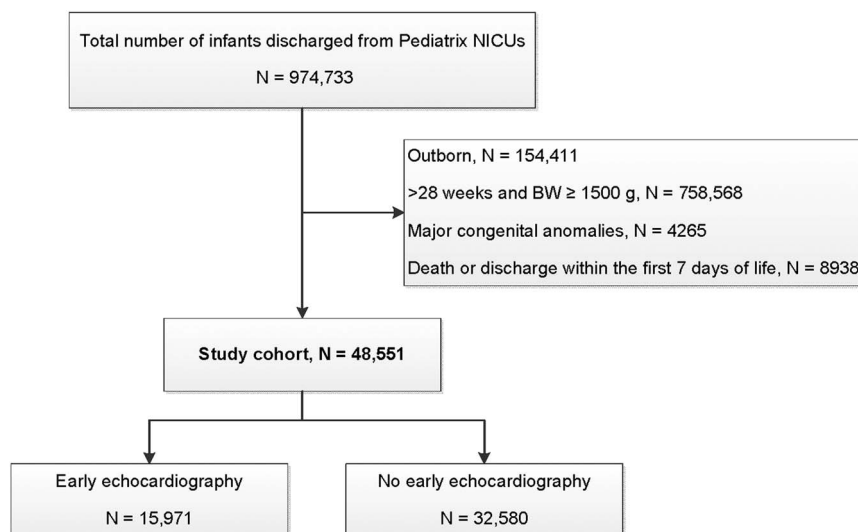 Total number of infants discharged from Pediatrix NICUs
N = 974,733
Outborn, N = 154,411
>28 weeks and BW ≥ 1500 g, N = 758,568
Major congenital anomalies, N = 4265
Death or discharge within the first 7 days of life, N = 8938
Study cohort, N = 48,551
Early echocardiography
N = 15,971
No early echocardiography
N = 32,580